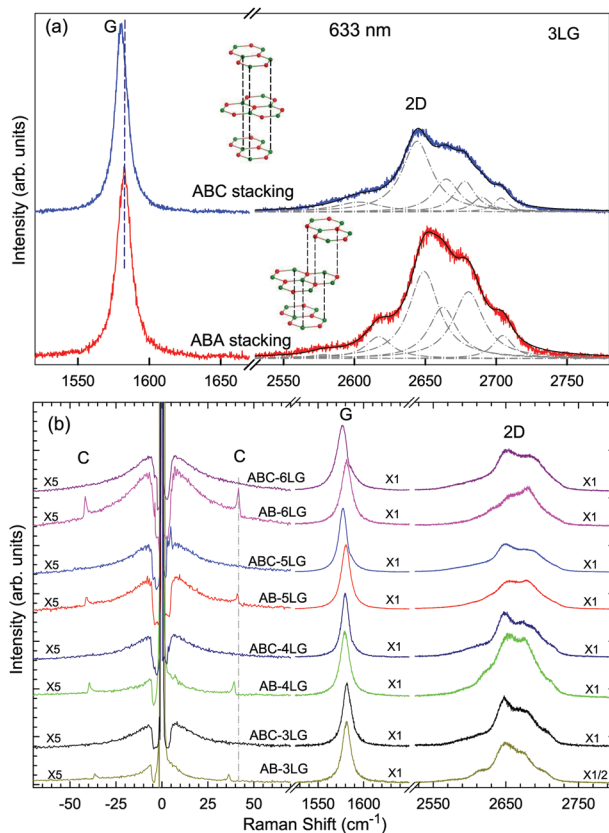 (a)
G
633 nm
3LG
2D
ABC stacking
ABA stacking
Intensity (arb. units)
1550 1600 1650 2550 2600 2650 2700 2750
(b)
G
2D
C
C
X5 ABC-6LG X1 X1
X5 AB-6LG X1 X1
X5 ABC-5LG X1 X1
X5 AB-5LG X1 X1
X5 ABC-4LG X1 X1
X5 AB-4LG X1 X1
X5 ABC-3LG X1 X1
X5 AB-3LG X1 X1/2
Intensity (arb. units)
-50 -25 0 25 50 1550 1600 2550 2650 2700 2750
Raman Shift (cm⁻¹)